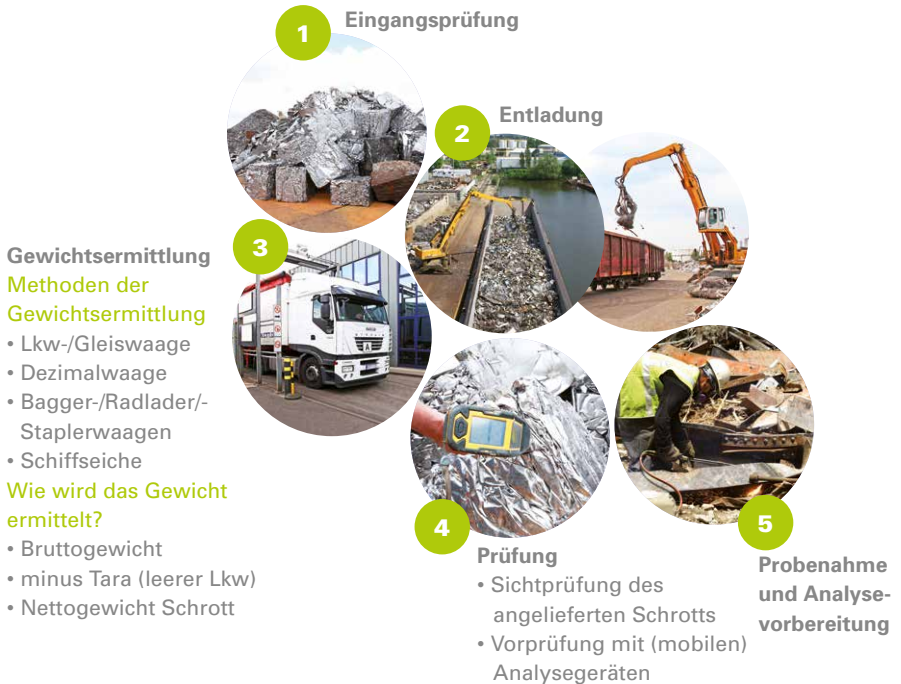 1
Eingangsprüfung
2
Entladung
3
Gewichtsermittlung
Methoden der
Gewichtsermittlung
• Lkw-/Gleiswaage
• Dezimalwaage
• Bagger-/Radlader/-
Staplerwaagen
• Schiffseiche
Wie wird das Gewicht
ermittelt?
• Bruttogewicht
• minus Tara (leerer Lkw)
• Nettogewicht Schrott
4
Prüfung
• Sichtprüfung des
angelieferten Schrotts
• Vorprüfung mit (mobilen)
Analysegeräten
5
Probenahme
und Analyse-
vorbereitung